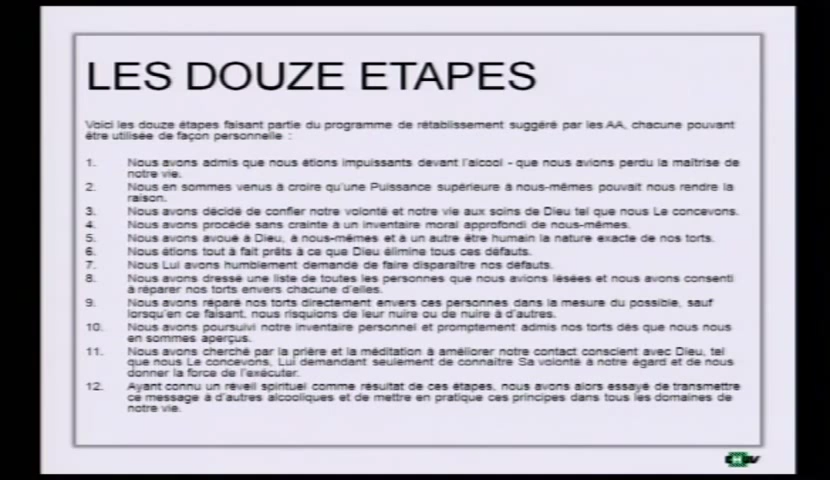 LES DOUZE ETAPES
Voici les douze étapes faisant partie du programme de rétablissement suggéré par les AA, chacune pouvant
être utilisée de façon personnelle :
1. Nous avons admis que nous étions impuissants devant l'alcool - que nous avions perdu la maîtrise de
notre vie.
2. Nous en sommes venus à croire qu'une Puissance supérieure à nous-mêmes pouvait nous rendre la
raison.
3. Nous avons décidé de confier notre volonté et notre vie aux soins de Dieu tel que nous Le concevons.
4. Nous avons procédé sans crainte à un inventaire moral approfondi de nous-mêmes.
5. Nous avons avoué à Dieu, à nous-mêmes et à un autre être humain la nature exacte de nos torts.
6. Nous étions tout à fait prêts à ce que Dieu élimine tous ces défauts.
7. Nous Lui avons humblement demandé de faire disparaître nos défauts.
8. Nous avons dressé une liste de toutes les personnes que nous avions lésées et nous avons consenti
à réparer nos torts envers chacune d'elles.
9. Nous avons réparé nos torts directement envers ces personnes dans la mesure du possible, sauf
lorsqu'en ce faisant, nous risquions de leur nuire ou de nuire à d'autres.
10. Nous avons poursuivi notre inventaire personnel et promptement admis nos torts dès que nous nous
en sommes aperçus.
11. Nous avons cherché par la prière et la méditation à améliorer notre contact conscient avec Dieu, tel
que nous Le concevons, Lui demandant seulement de connaître Sa volonté à notre égard et de nous
donner la force de l'exécuter.
12. Ayant connu un réveil spirituel comme résultat de ces étapes, nous avons alors essayé de transmettre
ce message à d'autres alcooliques et de mettre en pratique ces principes dans tous les domaines de
notre vie.